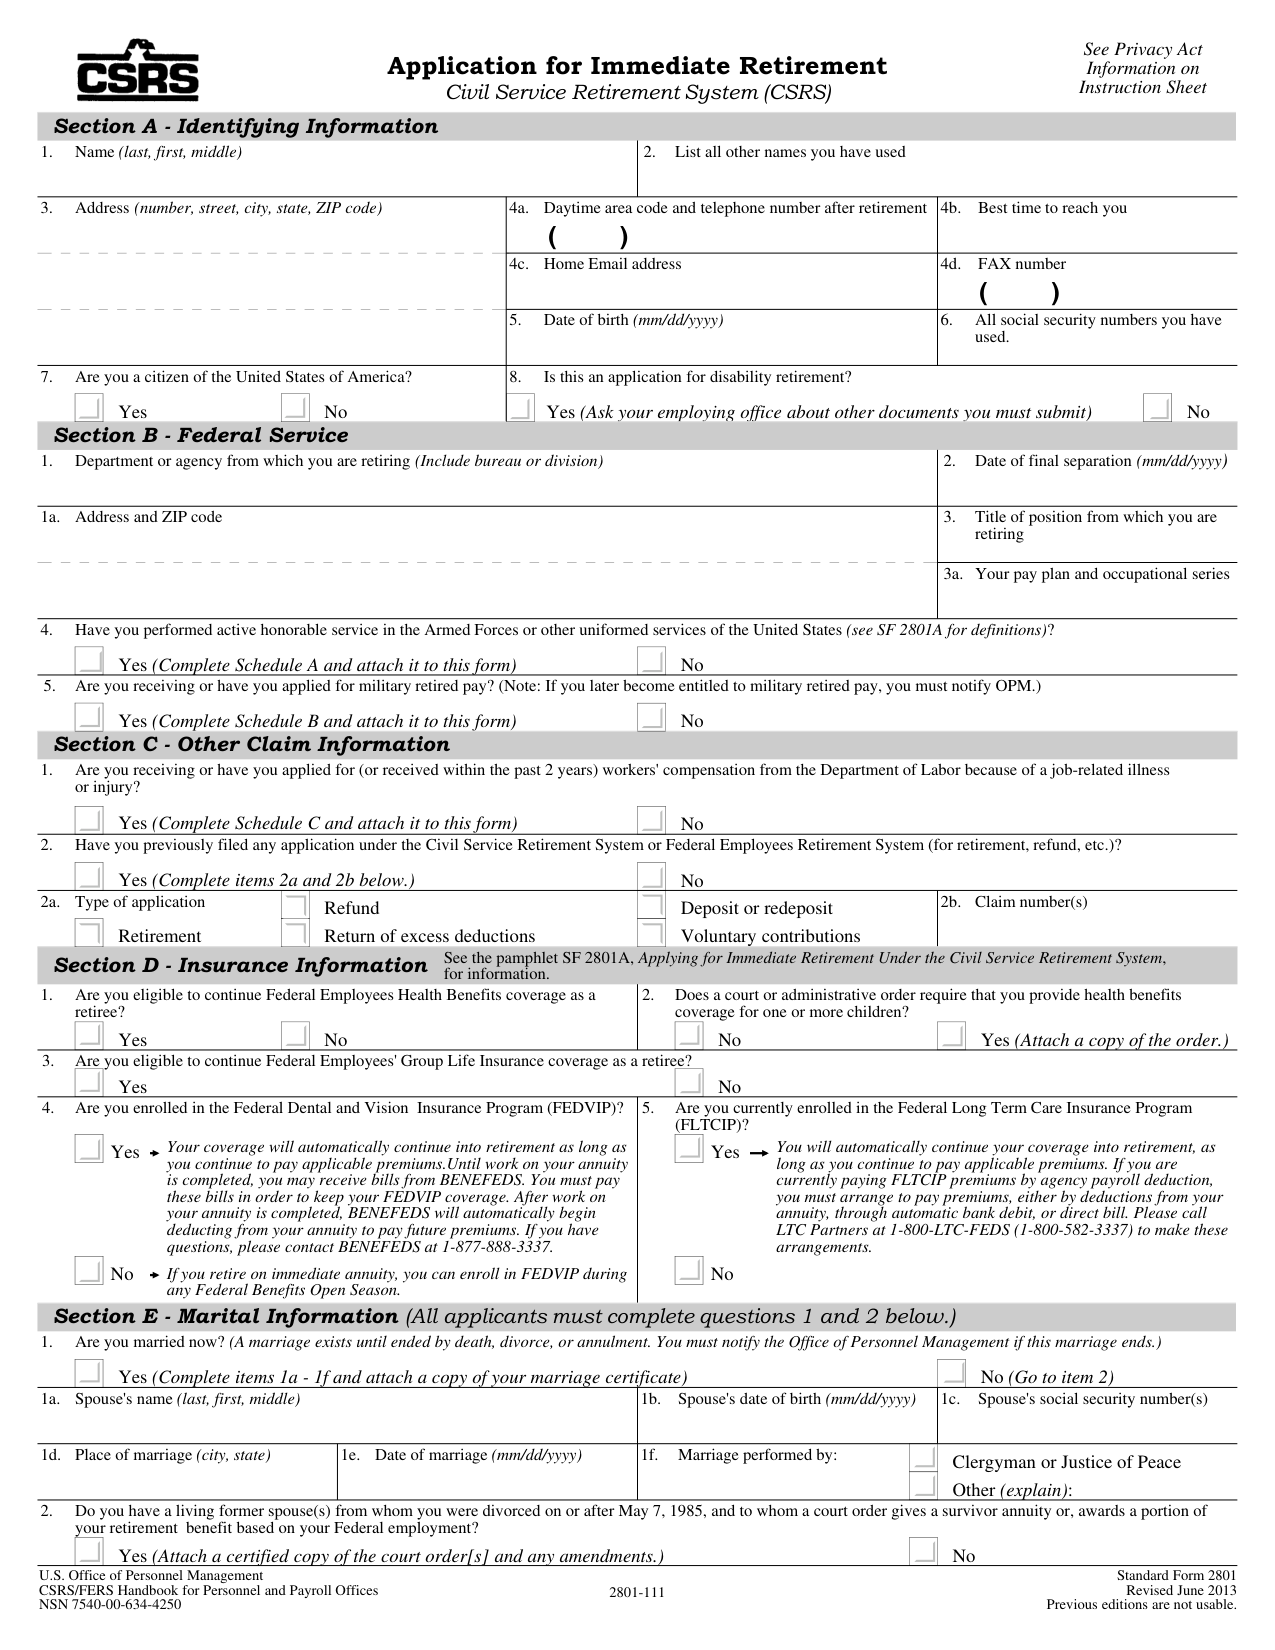 CSRS
Application for Immediate Retirement
Civil Service Retirement System (CSRS)
See Privacy Act
Information on
Instruction Sheet
Section A - Identifying Information
1. Name (last, first, middle)
2. List all other names you have used
3. Address (number, street, city, state, ZIP code)
4a. Daytime area code and telephone number after retirement
( )
4b. Best time to reach you
4c. Home Email address
4d. FAX number
( )
5. Date of birth (mm/dd/yyyy)
6. All social security numbers you have
used.
7. Are you a citizen of the United States of America?
Yes No
8. Is this an application for disability retirement?
Yes (Ask your employing office about other documents you must submit) No
Section B - Federal Service
1. Department or agency from which you are retiring (Include bureau or division)
2. Date of final separation (mm/dd/yyyy)
1a. Address and ZIP code
3. Title of position from which you are
retiring
3a. Your pay plan and occupational series
4. Have you performed active honorable service in the Armed Forces or other uniformed services of the United States (see SF 2801A for definitions)?
Yes (Complete Schedule A and attach it to this form) No
5. Are you receiving or have you applied for military retired pay? (Note: If you later become entitled to military retired pay, you must notify OPM.)
Yes (Complete Schedule B and attach it to this form) No
Section C - Other Claim Information
1. Are you receiving or have you applied for (or received within the past 2 years) workers' compensation from the Department of Labor because of a job-related illness
or injury?
Yes (Complete Schedule C and attach it to this form) No
2. Have you previously filed any application under the Civil Service Retirement System or Federal Employees Retirement System (for retirement, refund, etc.)?
Yes (Complete items 2a and 2b below.) No
2a. Type of application Refund Deposit or redeposit
Retirement Return of excess deductions Voluntary contributions
2b. Claim number(s)
Section D - Insurance Information See the pamphlet SF 2801A, Applying for Immediate Retirement Under the Civil Service Retirement System,
for information.
1. Are you eligible to continue Federal Employees Health Benefits coverage as a
retiree?
Yes No
2. Does a court or administrative order require that you provide health benefits
coverage for one or more children?
No Yes (Attach a copy of the order.)
3. Are you eligible to continue Federal Employees' Group Life Insurance coverage as a retiree?
Yes No
4. Are you enrolled in the Federal Dental and Vision Insurance Program (FEDVIP)?
Yes Your coverage will automatically continue into retirement as long as
you continue to pay applicable premiums.Until work on your annuity
is completed, you may receive bills from BENEFEDS. You must pay
these bills in order to keep your FEDVIP coverage. After work on
your annuity is completed, BENEFEDS will automatically begin
deducting from your annuity to pay future premiums. If you have
questions, please contact BENEFEDS at 1-877-888-3337.
No If you retire on immediate annuity, you can enroll in FEDVIP during
any Federal Benefits Open Season.
5. Are you currently enrolled in the Federal Long Term Care Insurance Program
(FLTCIP)?
Yes You will automatically continue your coverage into retirement, as
long as you continue to pay applicable premiums. If you are
currently paying FLTCIP premiums by agency payroll deduction,
you must arrange to pay premiums, either by deductions from your
annuity, through automatic bank debit, or direct bill. Please call
LTC Partners at 1-800-LTC-FEDS (1-800-582-3337) to make these
arrangements.
No
Section E - Marital Information (All applicants must complete questions 1 and 2 below.)
1. Are you married now? (A marriage exists until ended by death, divorce, or annulment. You must notify the Office of Personnel Management if this marriage ends.)
Yes (Complete items 1a - 1f and attach a copy of your marriage certificate) No (Go to item 2)
1a. Spouse's name (last, first, middle)
1b. Spouse's date of birth (mm/dd/yyyy)
1c. Spouse's social security number(s)
1d. Place of marriage (city, state)
1e. Date of marriage (mm/dd/yyyy)
1f. Marriage performed by:
Clergyman or Justice of Peace
Other (explain):
2. Do you have a living former spouse(s) from whom you were divorced on or after May 7, 1985, and to whom a court order gives a survivor annuity or, awards a portion of
your retirement benefit based on your Federal employment?
Yes (Attach a certified copy of the court order[s] and any amendments.) No
U.S. Office of Personnel Management
CSRS/FERS Handbook for Personnel and Payroll Offices
NSN 7540-00-634-4250
2801-111
Standard Form 2801
Revised June 2013
Previous editions are not usable.